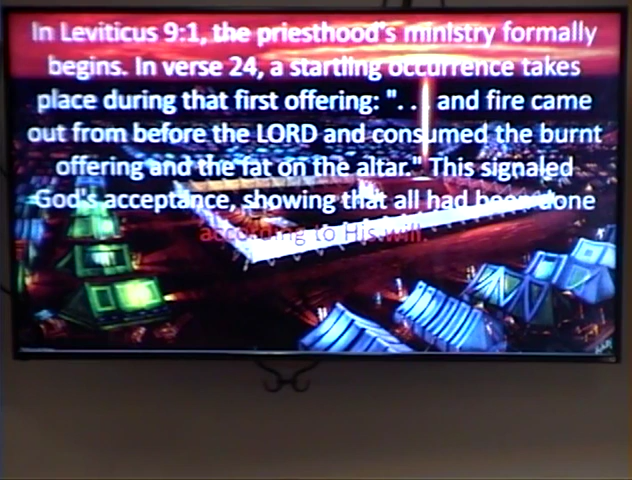 In Leviticus 9:1, the priesthood's ministry formally
begins. In verse 24, a startling occurrence takes
place during that first offering: ". . . and fire came
out from before the LORD and consumed the burnt
offering and the fat on the altar." This signaled
God's acceptance, showing that all had been done
according to His will.